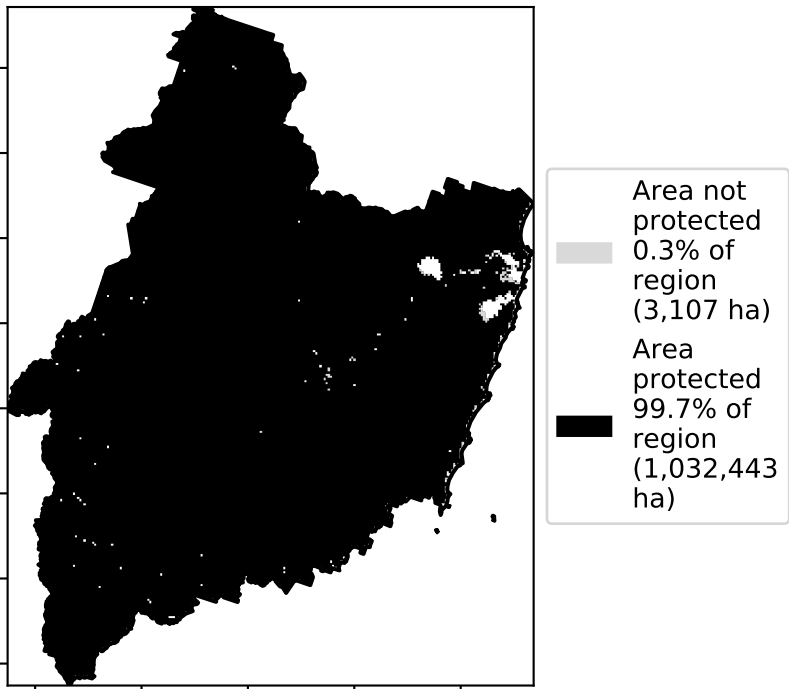 Area not
protected
0.3% of
region
(3,107 ha)
Area
protected
99.7% of
region
(1,032,443
ha)